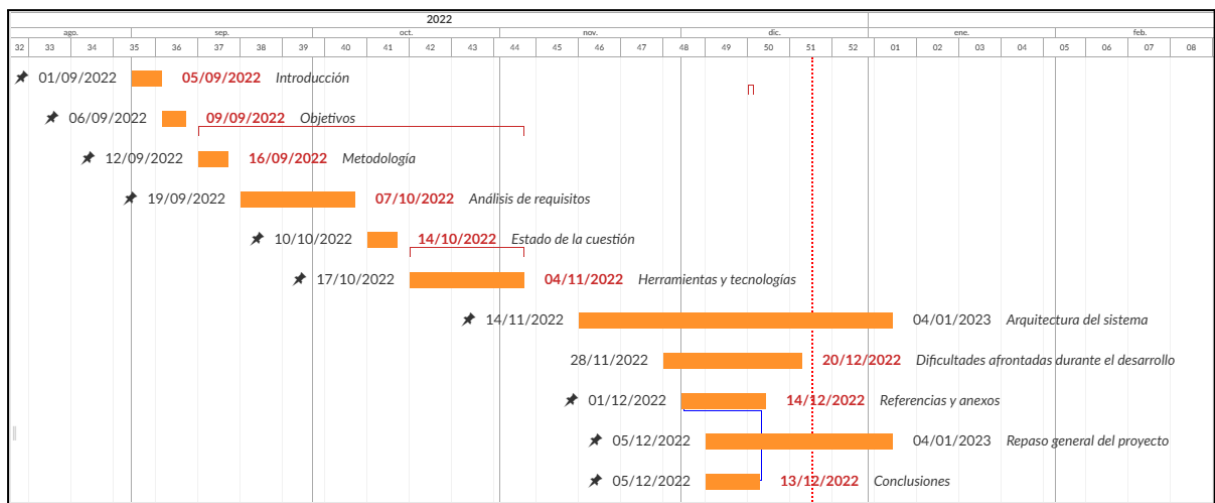 2022
ago. sep. oct. nov. dic. ene. feb.
32 33 34 35 36 37 38 39 40 41 42 43 44 45 46 47 48 49 50 51 52 01 02 03 04 05 06 07 08
01/09/2022 05/09/2022 Introducción
06/09/2022 09/09/2022 Objetivos
12/09/2022 16/09/2022 Metodología
19/09/2022 07/10/2022 Análisis de requisitos
10/10/2022 14/10/2022 Estado de la cuestión
17/10/2022 04/11/2022 Herramientas y tecnologías
14/11/2022 04/01/2023 Arquitectura del sistema
28/11/2022 20/12/2022 Dificultades afrontadas durante el desarrollo
01/12/2022 14/12/2022 Referencias y anexos
05/12/2022 04/01/2023 Repaso general del proyecto
05/12/2022 13/12/2022 Conclusiones